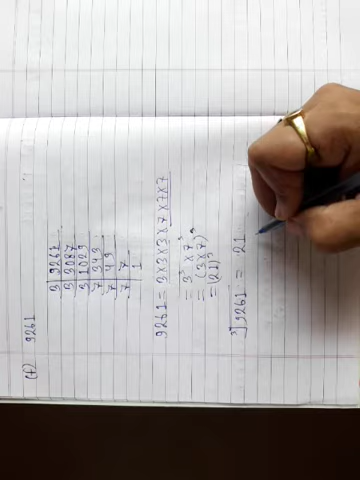 (f) 9261
3 | 9261
3 | 3087
3 | 1029
7 | 343
7 | 49
7 | 7
1
9261 = 3×3×3×7×7×7
= 3³ × 7³
= (3×7)³
= (21)³
∛9261 = 21